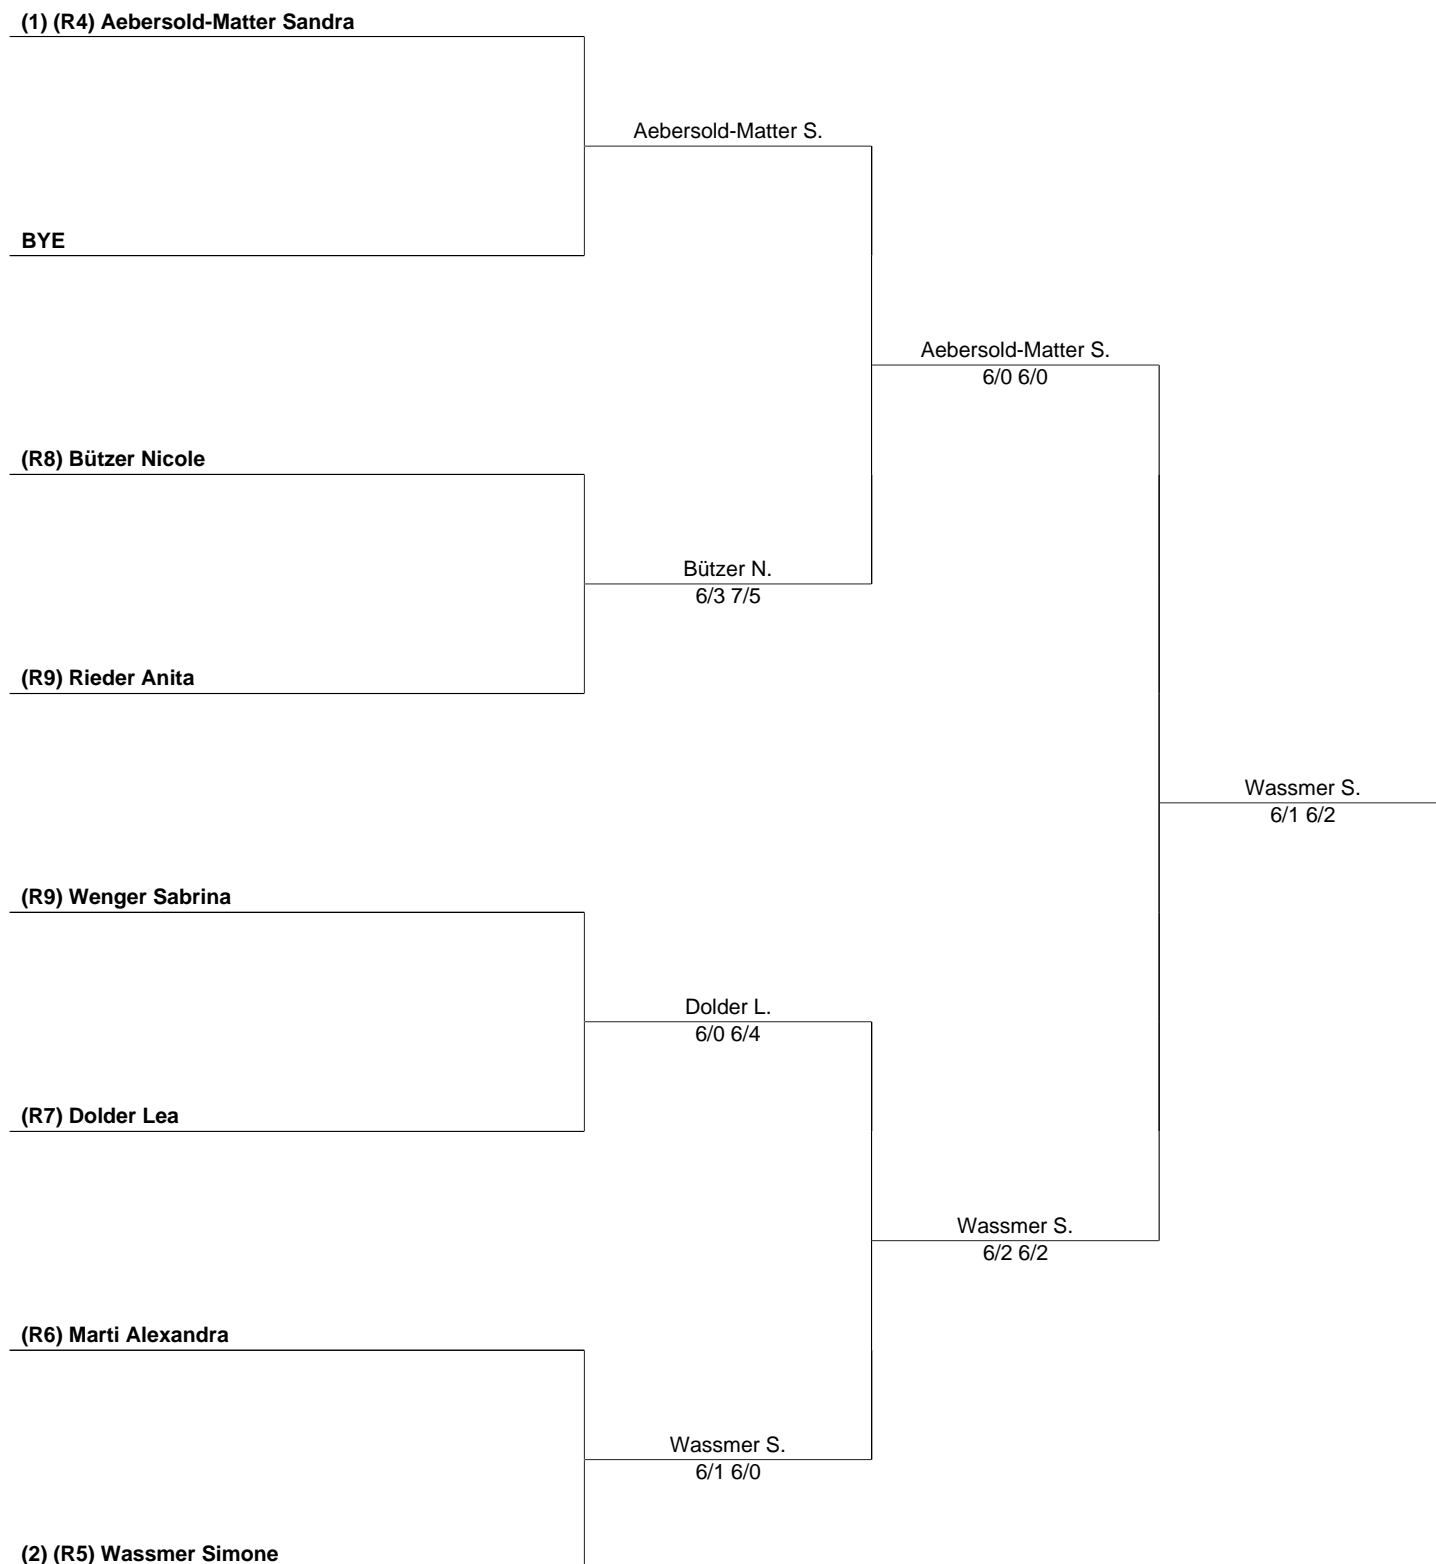 (1) (R4) Aebersold-Matter Sandra
Aebersold-Matter S.
BYE
Aebersold-Matter S.
6/0 6/0
(R8) Bützer Nicole
Bützer N.
6/3 7/5
(R9) Rieder Anita
Wassmer S.
6/1 6/2
(R9) Wenger Sabrina
Dolder L.
6/0 6/4
(R7) Dolder Lea
Wassmer S.
6/2 6/2
(R6) Marti Alexandra
Wassmer S.
6/1 6/0
(2) (R5) Wassmer Simone